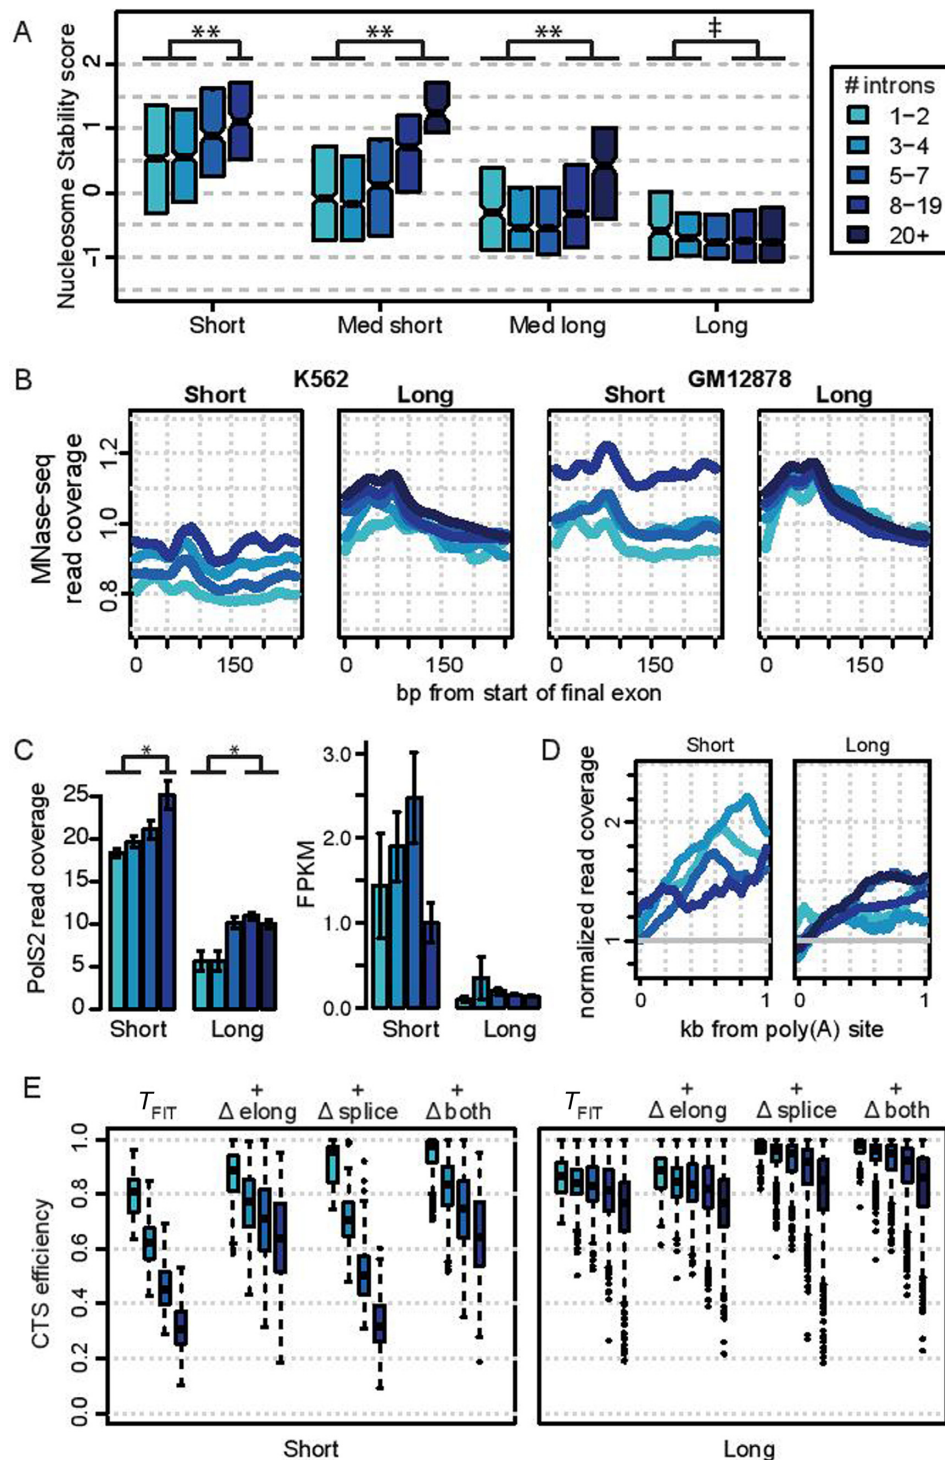 A
** ** ** ‡
Nucleosome Stability score
2
1
0
−1
Short Med short Med long Long
# introns
1−2
3−4
5−7
8−19
20+
B
K562 GM12878
Short Long Short Long
MNase-seq
read coverage
1.2
1.0
0.8
0 150 0 150 0 150 0 150
bp from start of final exon
C
* *
PolS2 read coverage
25
20
15
10
5
0
Short Long
FPKM
3.0
2.0
1.0
0.0
Short Long
D
Short Long
normalized read coverage
2
1
0 1 0 1
kb from poly(A) site
E
+ + + + + +
TFIT Δ elong Δ splice Δ both TFIT Δ elong Δ splice Δ both
CTS efficiency
1.0
0.8
0.6
0.4
0.2
0.0
Short Long